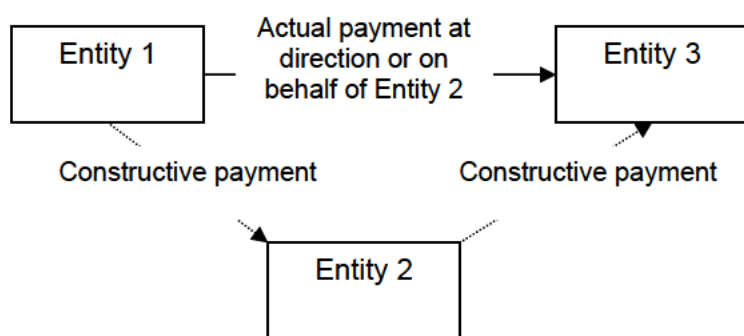 Entity 1
Actual payment at
direction or on
behalf of Entity 2
Entity 3
Constructive payment
Constructive payment
Entity 2